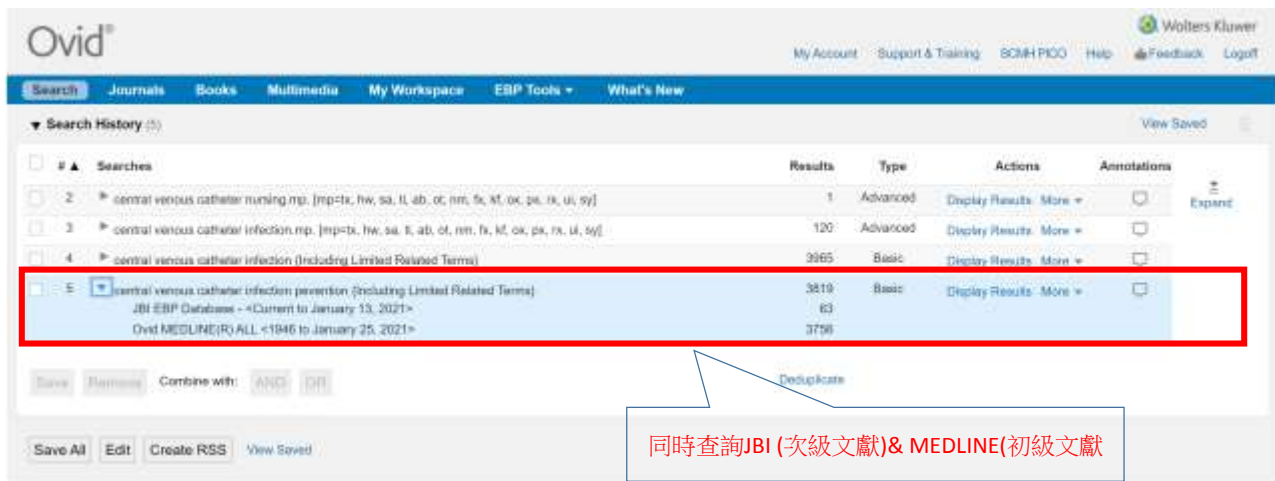 Ovid®
Wolters Kluwer
My Account Support & Training SCMH PICO Help Feedback Logoff
Search Journals Books Multimedia My Workspace EBP Tools What's New
Search History (5) View Saved
# Searches Results Type Actions Annotations
2 central venous catheter nursing.mp. [mp=tx, hw, sa, ti, ab, ot, nm, fx, kf, ox, px, rx, ui, sy] 1 Advanced Display Results More
Expand
3 central venous catheter infection.mp. [mp=tx, hw, sa, ti, ab, ot, nm, fx, kf, ox, px, rx, ui, sy] 120 Advanced Display Results More
4 central venous catheter infection (Including Limited Related Terms) 3965 Basic Display Results More
5 central venous catheter infection pevention (Including Limited Related Terms) 3819 Basic Display Results More
JBI EBP Database - <Current to January 13, 2021> 63
Ovid MEDLINE(R) ALL <1946 to January 25, 2021> 3756
Save Remove Combine with: AND OR Deduplicate
Save All Edit Create RSS View Saved
同時查詢JBI (次級文獻)& MEDLINE(初級文獻